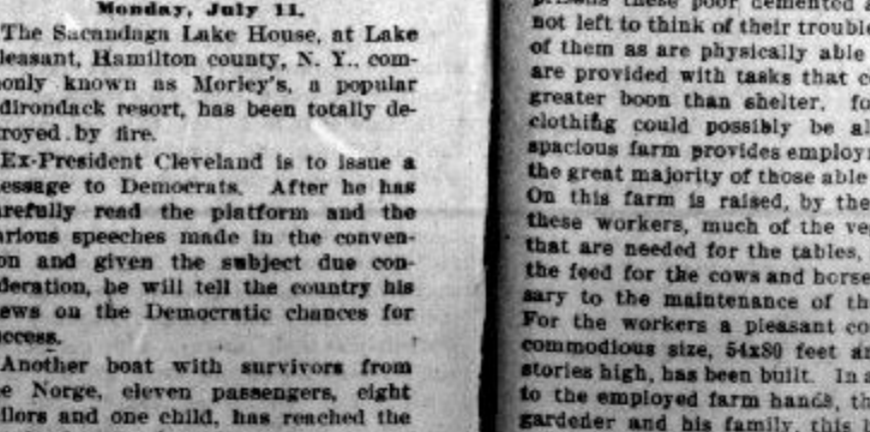 Monday, July 11.
The Sacandaga Lake House, at Lake
leasant, Hamilton county, N. Y., com-
only known as Morley's, a popular
dirondack resort, has been totally de-
royed by fire.
Ex-President Cleveland is to issue a
essage to Democrats. After he has
refully read the platform and the
arious speeches made in the conven-
on and given the subject due con-
deration, he will tell the country his
ews on the Democratic chances for
ccess.
Another boat with survivors from
e Norge, eleven passengers, eight
ilors and one child, has reached the
prisons these poor demented
not left to think of their trouble
of them as are physically able
are provided with tasks that c
greater boon than shelter, fo
clothing could possibly be al
spacious farm provides employ
the great majority of those able
On this farm is raised, by the
these workers, much of the ve
that are needed for the tables,
the feed for the cows and horse
sary to the maintenance of th
For the workers a pleasant co
commodious size, 54x80 feet an
stories high, has been built. In a
to the employed farm hands, th
gardeder and his family, this